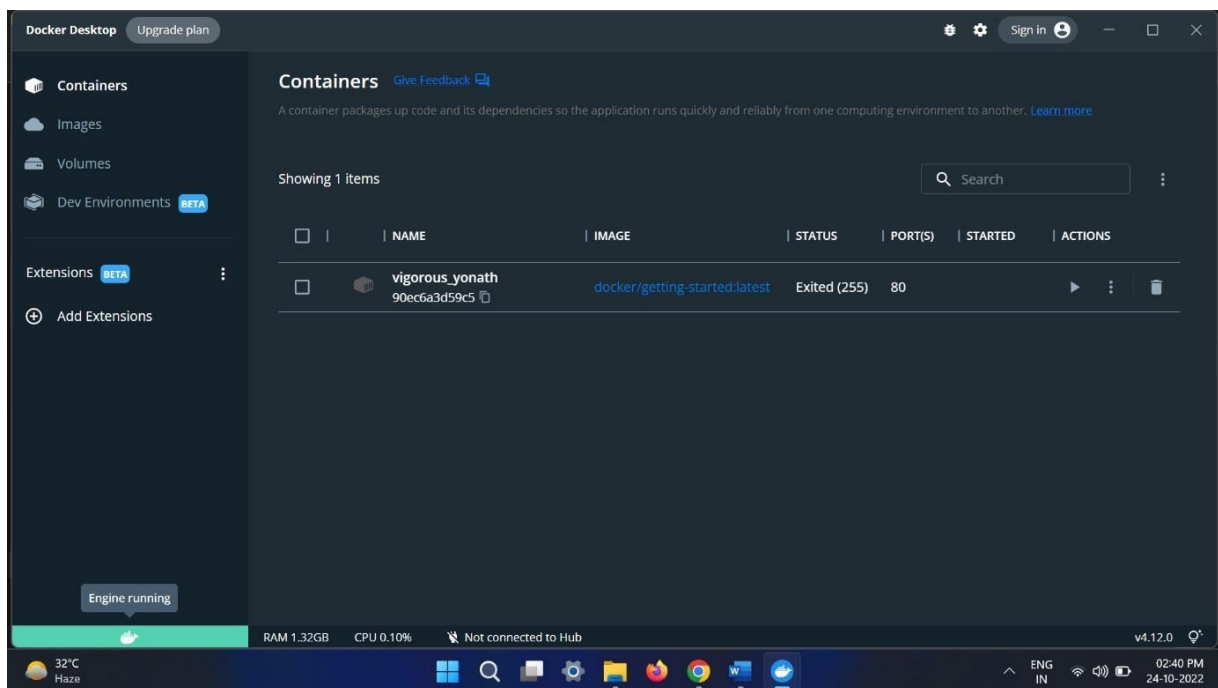 Docker Desktop Upgrade plan Sign in
Containers
Images
Volumes
Dev Environments BETA
Extensions BETA
Add Extensions
Containers Give Feedback
A container packages up code and its dependencies so the application runs quickly and reliably from one computing environment to another. Learn more
Showing 1 items Search
NAME IMAGE STATUS PORT(S) STARTED ACTIONS
vigorous_yonath docker/getting-started:latest Exited (255) 80
90ec6a3d59c5
Engine running
RAM 1.32GB CPU 0.10% Not connected to Hub v4.12.0
32°C ENG 02:40 PM
Haze IN 24-10-2022